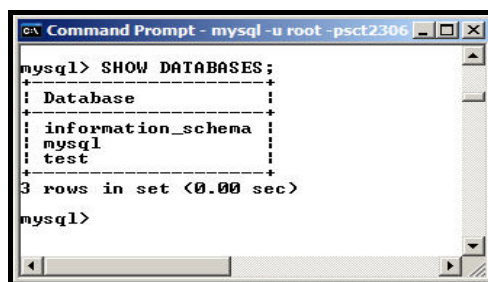 Command Prompt - mysql -u root -psct2306
mysql> SHOW DATABASES;
+--------------------+
| Database           |
+--------------------+
| information_schema |
| mysql              |
| test               |
+--------------------+
3 rows in set (0.00 sec)
mysql>